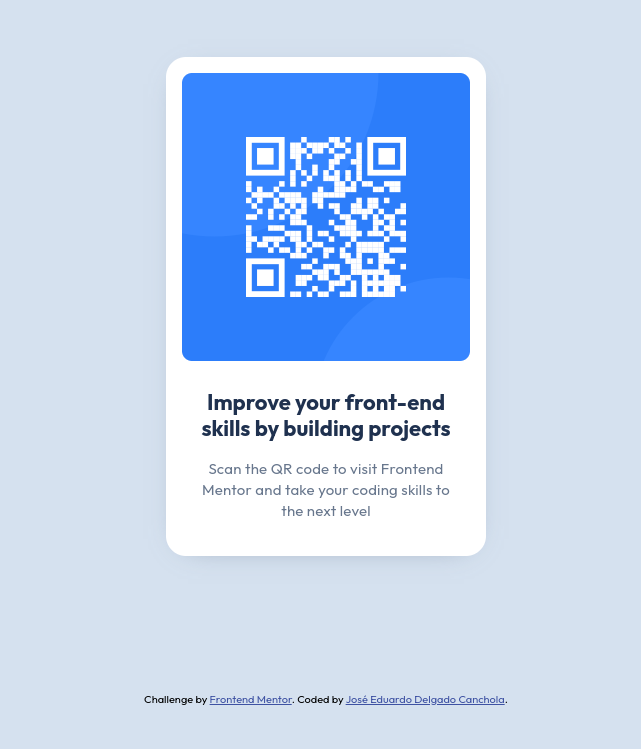 Improve your front-end
skills by building projects
Scan the QR code to visit Frontend
Mentor and take your coding skills to
the next level
Challenge by Frontend Mentor. Coded by José Eduardo Delgado Canchola.